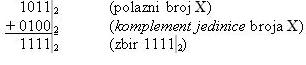 1011|₂ (polazni broj X)
+ 0100|₂ (komplement jedinice broja X)
1111|₂ (zbir 1111|₂)